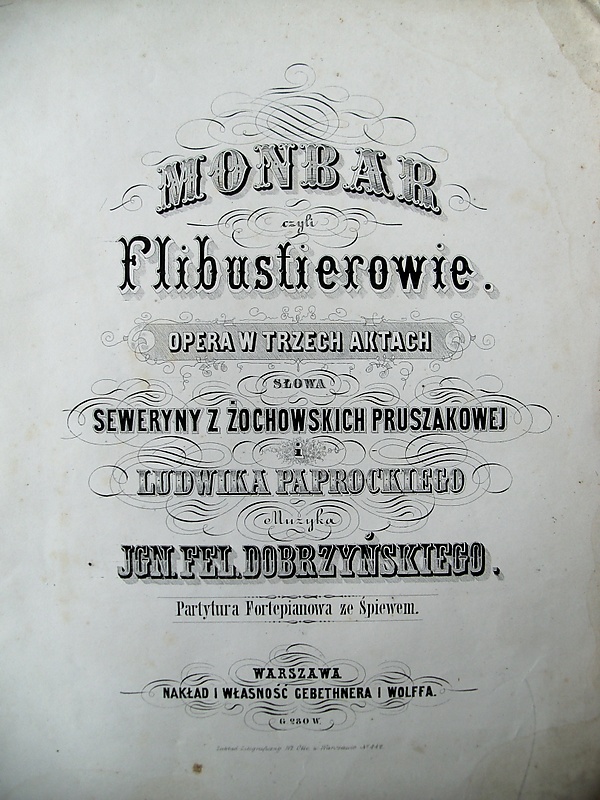 MONBAR
czyli
Flibustierowie.
OPERA W TRZECH AKTACH
SŁOWA
SEWERYNY Z ŻOCHOWSKICH PRUSZAKOWEJ
i
LUDWIKA PAPROCKIEGO
Muzyka
JGN. FEL. DOBRZYŃSKIEGO.
Partytura Fortepianowa ze Śpiewem.
WARSZAWA
NAKŁAD I WŁASNOŚĆ GEBETHNERA I WOLFFA.
G 280 W.